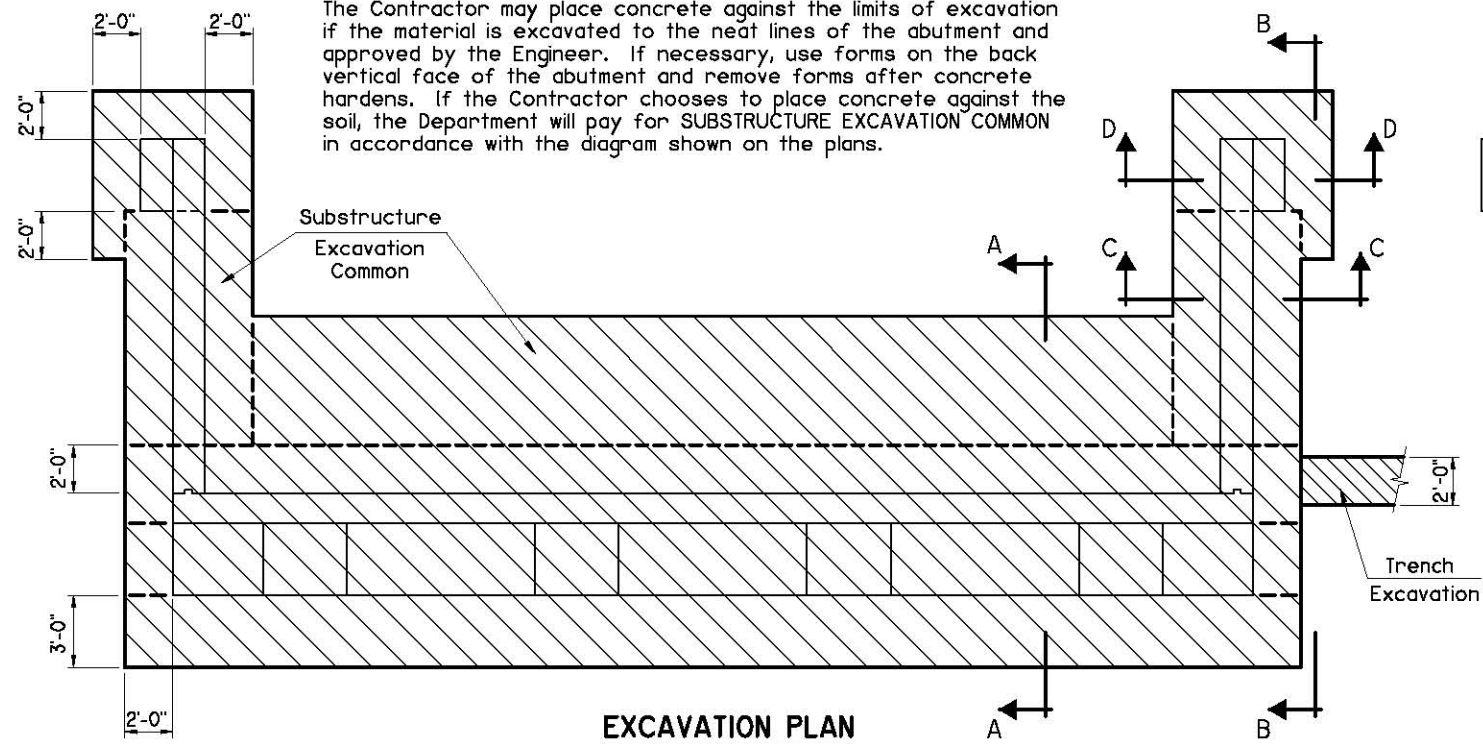 The Contractor may place concrete against the limits of excavation
if the material is excavated to the neat lines of the abutment and
approved by the Engineer. If necessary, use forms on the back
vertical face of the abutment and remove forms after concrete
hardens. If the Contractor chooses to place concrete against the
soil, the Department will pay for SUBSTRUCTURE EXCAVATION COMMON
in accordance with the diagram shown on the plans.
2'-0"
2'-0"
B
2'-0"
D
D
Substructure
Excavation
Common
2'-0"
A
C
C
2'-0"
2'-0"
Trench
Excavation
3'-0"
2'-0"
EXCAVATION PLAN
A
B